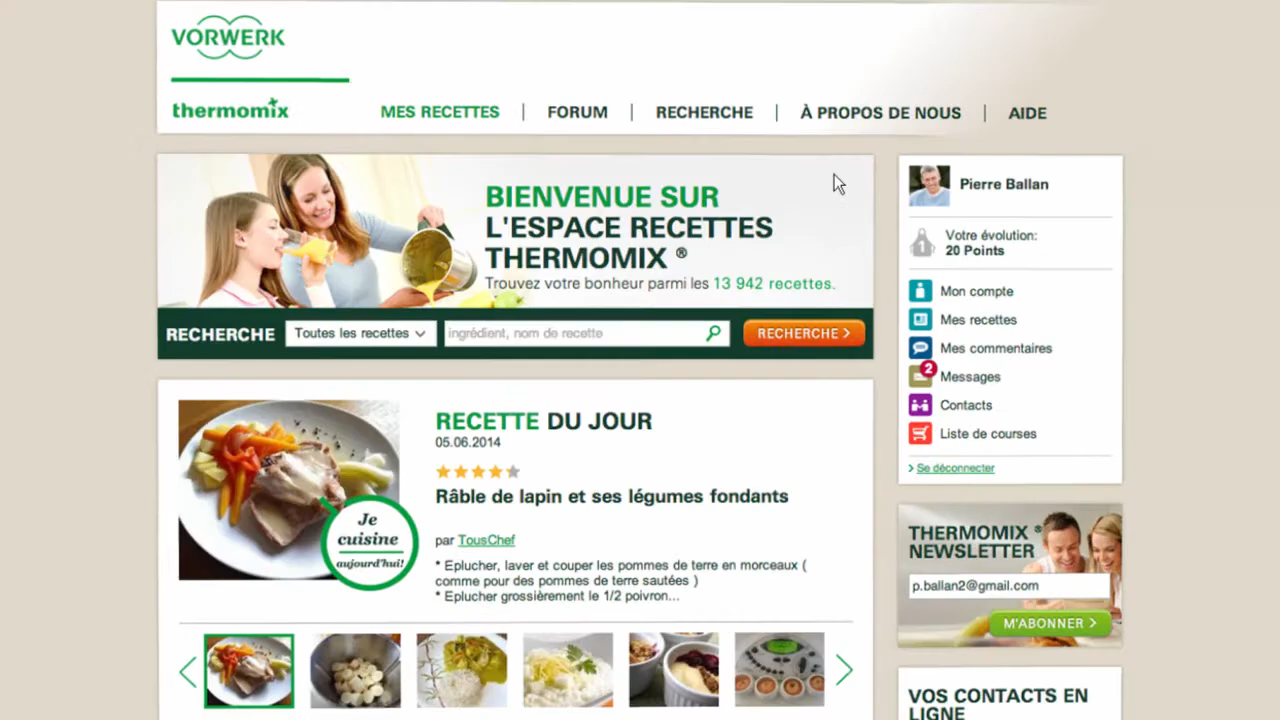 VORWERK
thermomix
MES RECETTES
FORUM
RECHERCHE
À PROPOS DE NOUS
AIDE
BIENVENUE SUR
L'ESPACE RECETTES
THERMOMIX ®
Trouvez votre bonheur parmi les 13 942 recettes.
RECHERCHE
Toutes les recettes
ingrédient, nom de recette
RECHERCHE >
Pierre Ballan
1
Votre évolution:
20 Points
Mon compte
Mes recettes
Mes commentaires
2
Messages
Contacts
Liste de courses
> Se déconnecter
RECETTE DU JOUR
05.06.2014
Râble de lapin et ses légumes fondants
Je
cuisine
aujourd'hui!
par TousChef
* Eplucher, laver et couper les pommes de terre en morceaux (
comme pour des pommes de terre sautées )
* Eplucher grossièrement le 1/2 poivron...
THERMOMIX ®
NEWSLETTER
p.ballan2@gmail.com
M'ABONNER >
VOS CONTACTS EN
LIGNE